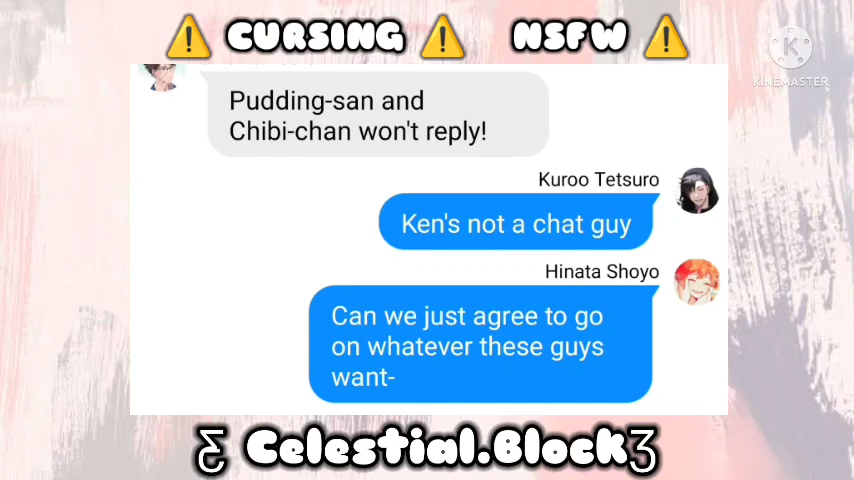 ⚠️ CURSING ⚠️ NSFW ⚠️
K
KINEMASTER
Pudding-san and
Chibi-chan won't reply!
Kuroo Tetsuro
Ken's not a chat guy
Hinata Shoyo
Can we just agree to go
on whatever these guys
want-
Ƹ Celestial.BlockƷ